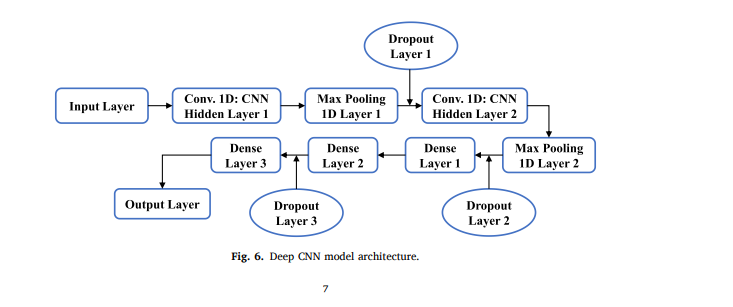 Dropout
Layer 1
Input Layer
Conv. 1D: CNN
Hidden Layer 1
Max Pooling
1D Layer 1
Conv. 1D: CNN
Hidden Layer 2
Dense
Layer 3
Dense
Layer 2
Dense
Layer 1
Max Pooling
1D Layer 2
Output Layer
Dropout
Layer 3
Dropout
Layer 2
Fig. 6. Deep CNN model architecture.
7